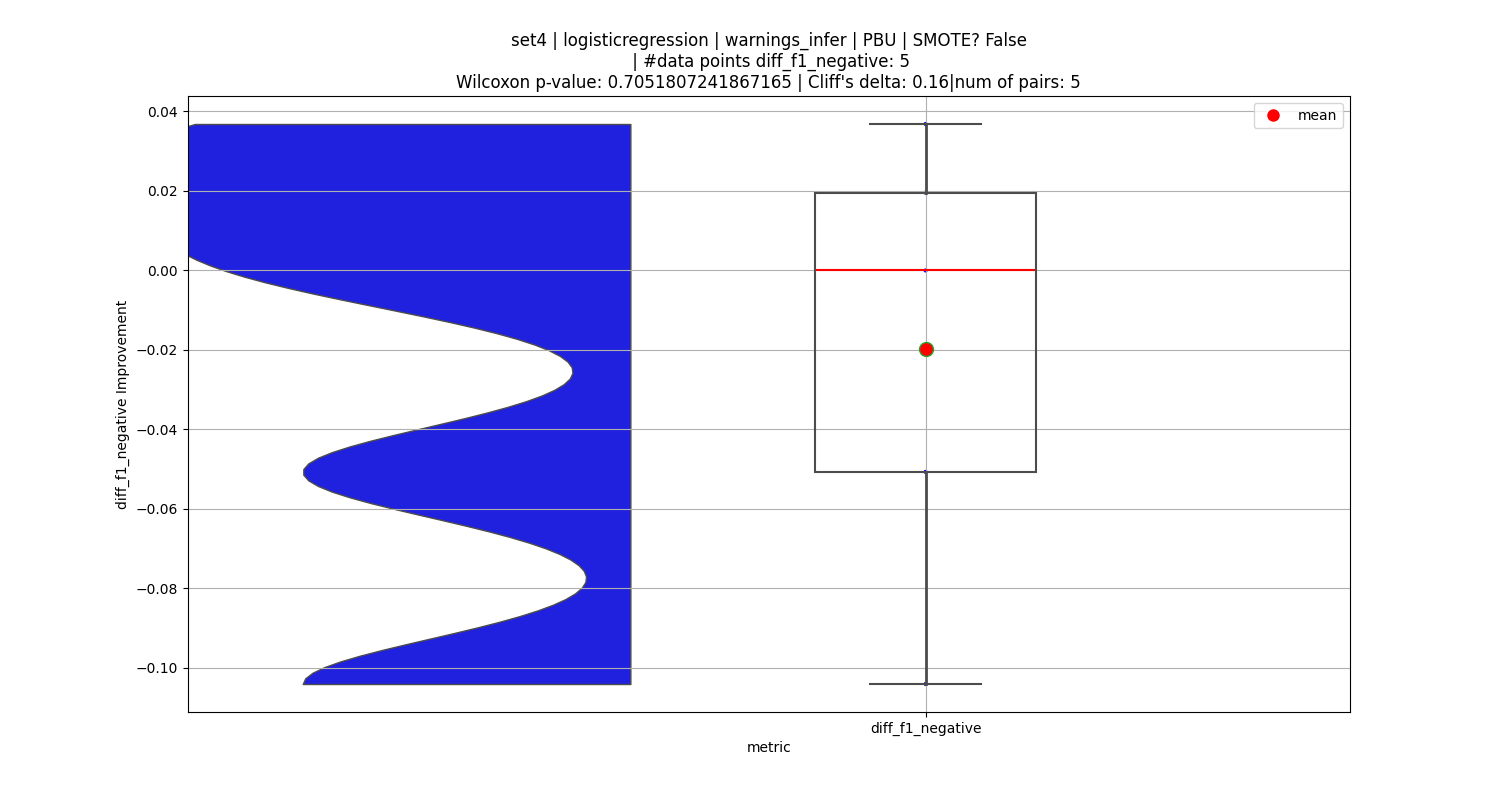 set4 | logisticregression | warnings_infer | PBU | SMOTE? False
| #data points diff_f1_negative: 5
Wilcoxon p-value: 0.7051807241867165 | Cliff's delta: 0.16|num of pairs: 5
mean
0.04
0.02
0.00
−0.02
−0.04
−0.06
−0.08
−0.10
diff_f1_negative Improvement
diff_f1_negative
metric